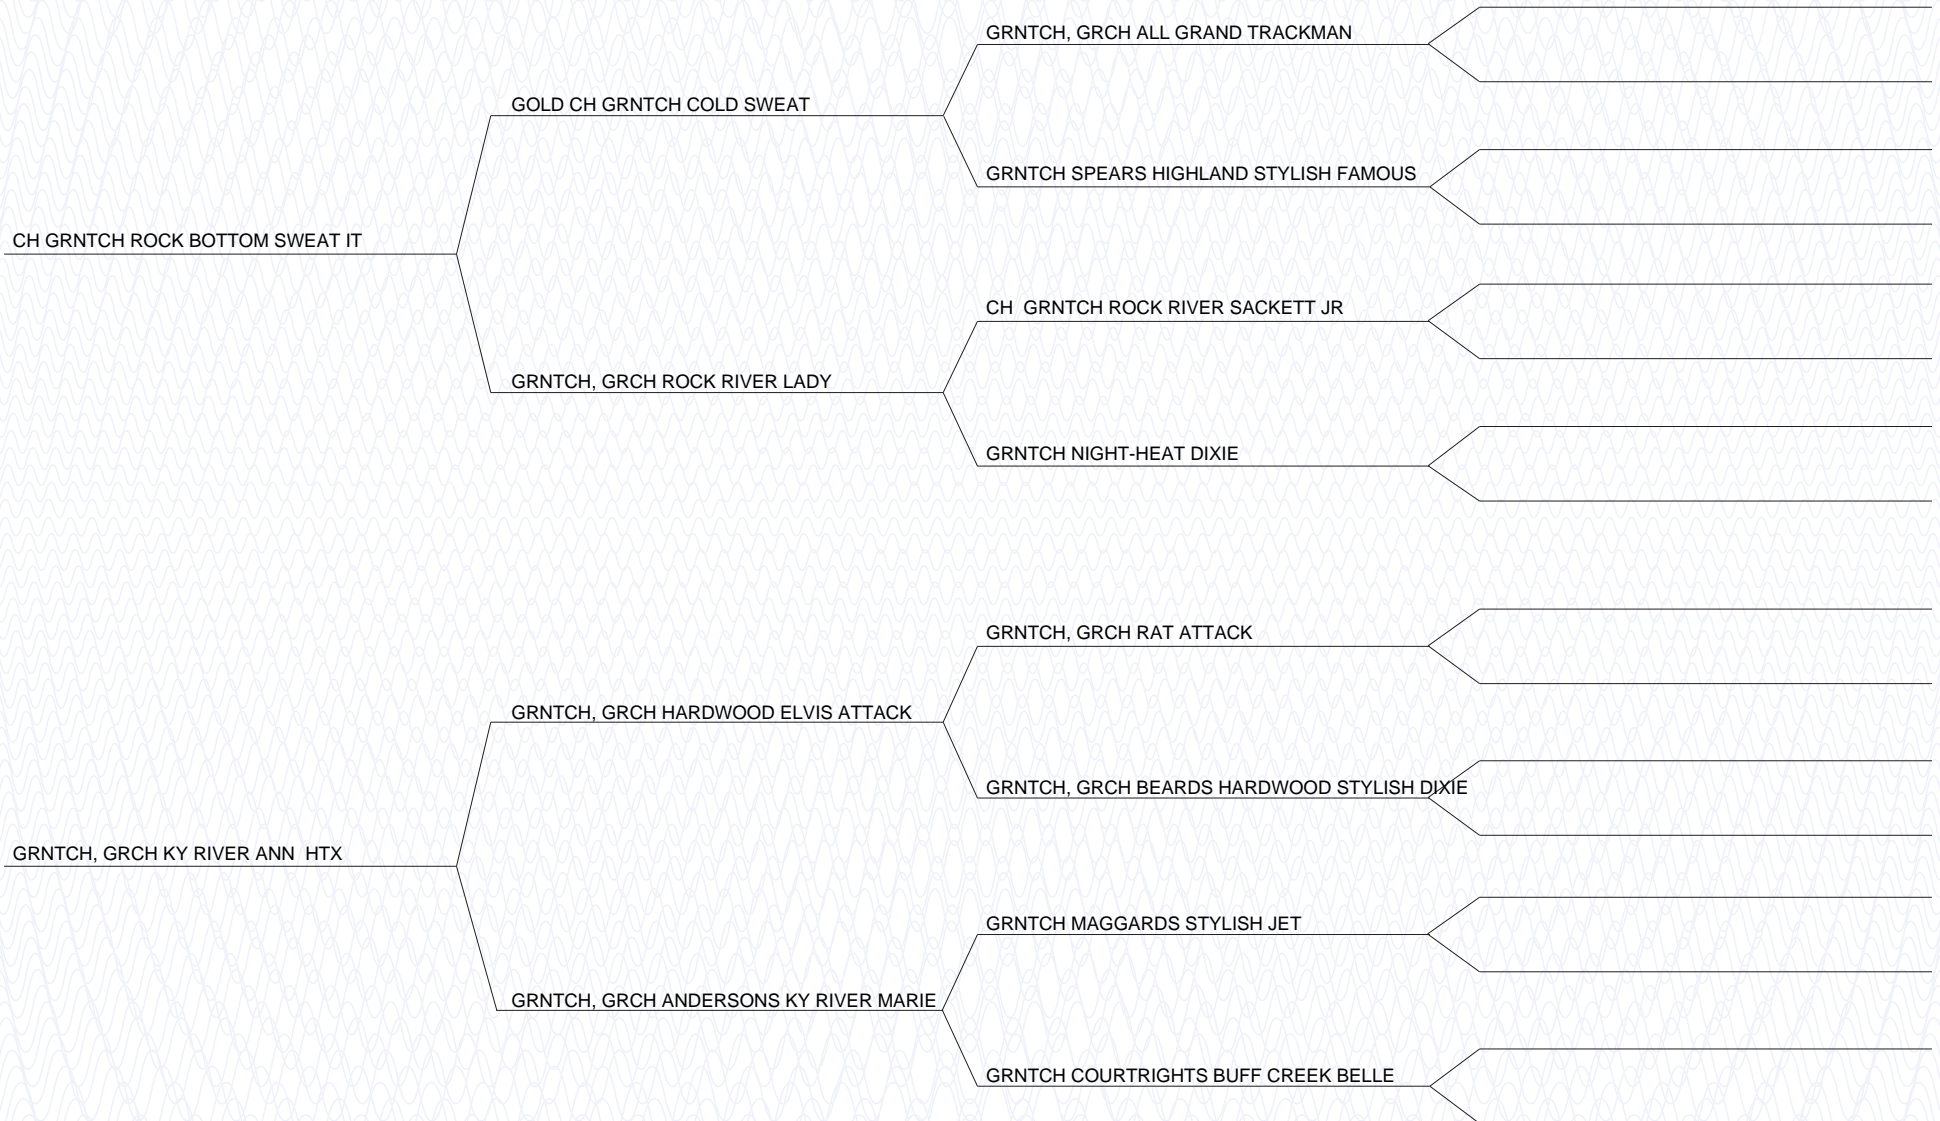 GRNTCH, GRCH ALL GRAND TRACKMAN
GOLD CH GRNTCH COLD SWEAT
GRNTCH SPEARS HIGHLAND STYLISH FAMOUS
CH GRNTCH ROCK BOTTOM SWEAT IT
CH  GRNTCH ROCK RIVER SACKETT JR
GRNTCH, GRCH ROCK RIVER LADY
GRNTCH NIGHT-HEAT DIXIE
GRNTCH, GRCH RAT ATTACK
GRNTCH, GRCH HARDWOOD ELVIS ATTACK
GRNTCH, GRCH BEARDS HARDWOOD STYLISH DIXIE
GRNTCH, GRCH KY RIVER ANN  HTX
GRNTCH MAGGARDS STYLISH JET
GRNTCH, GRCH ANDERSONS KY RIVER MARIE
GRNTCH COURTRIGHTS BUFF CREEK BELLE